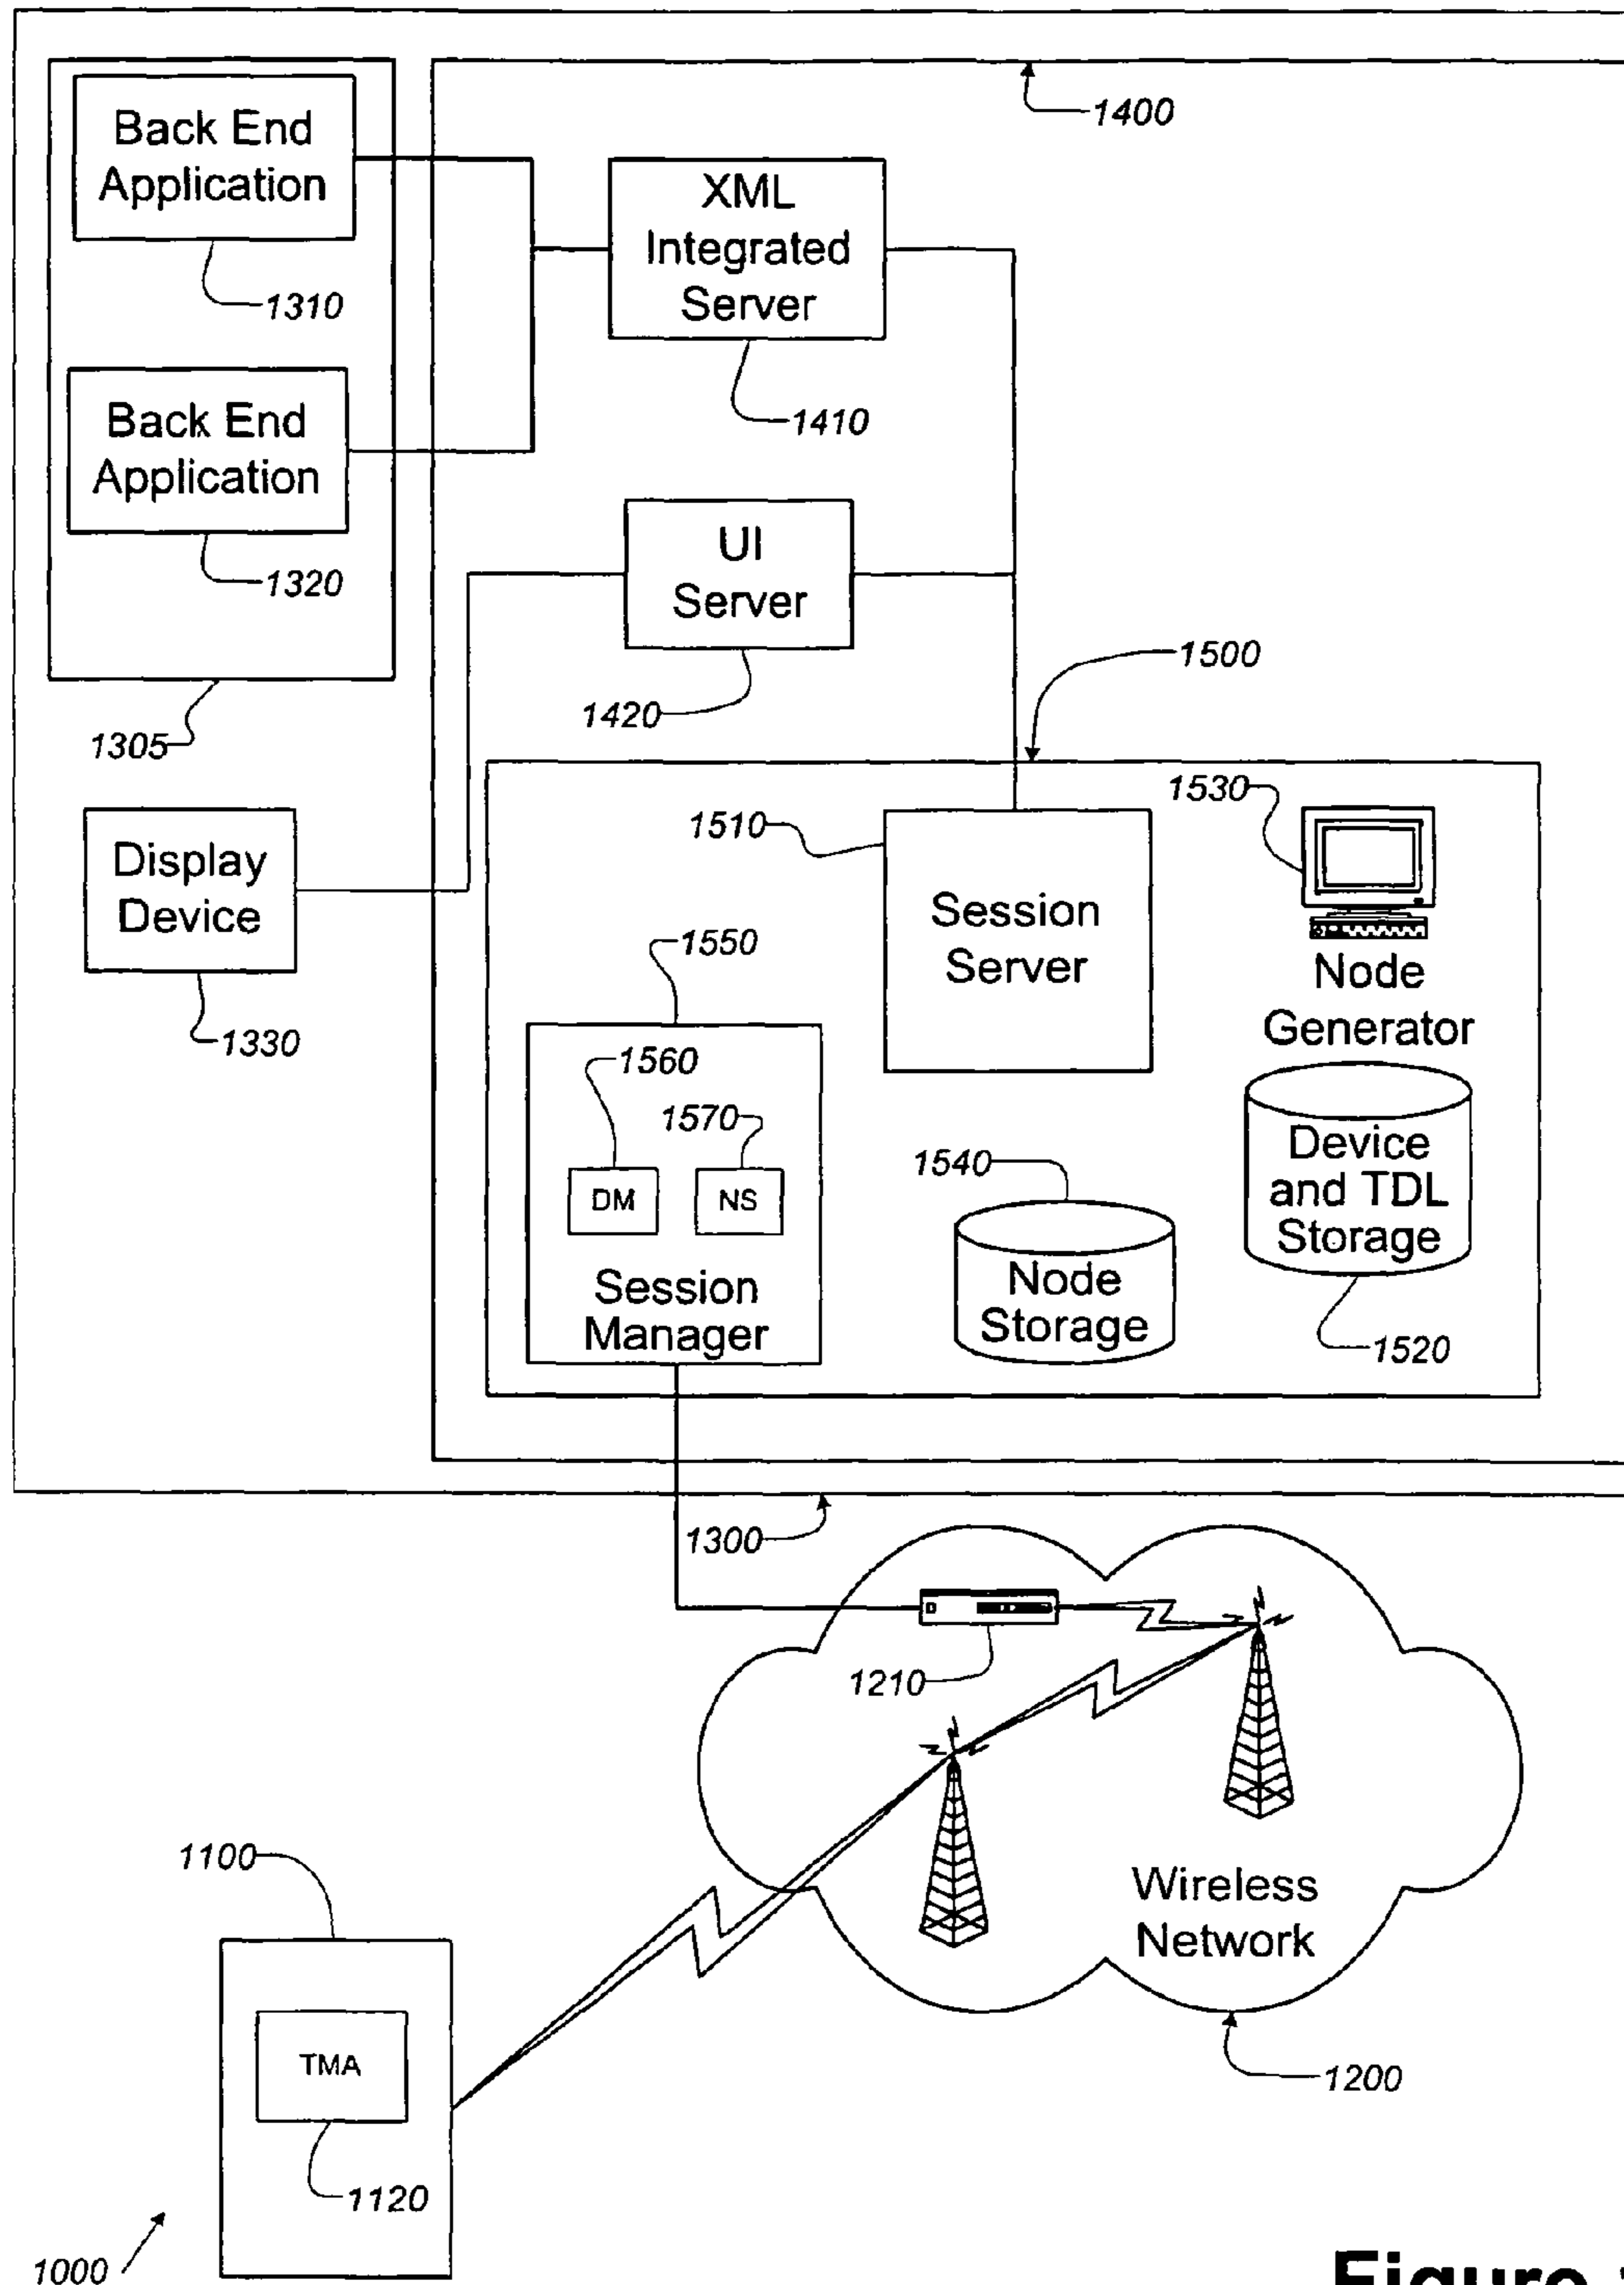 1400
Back End
Application
1310
XML
Integrated
Server
1410
Back End
Application
1320
UI
Server
1420
1305
1500
Display
Device
1330
1510
Session
Server
1530
Node
Generator
1550
1560
1570
DM
NS
Session
Manager
1540
Node
Storage
Device
and TDL
Storage
1520
1300
1210
Wireless
Network
1200
1100
TMA
1120
1000
Figure